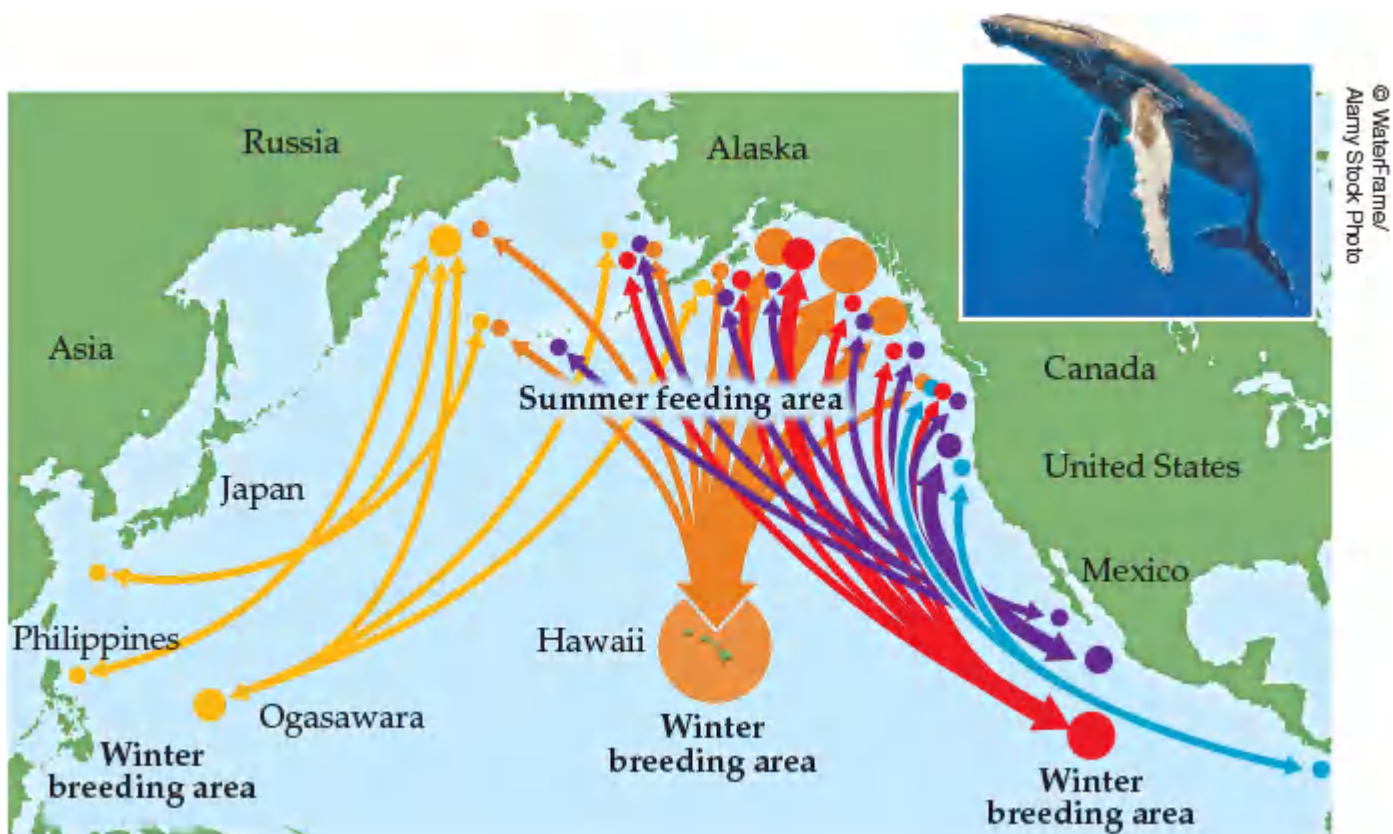 © WaterFrame/
Alamy Stock Photo
Russia
Alaska
Asia
Canada
Summer feeding area
United States
Japan
Mexico
Philippines
Hawaii
Ogasawara
Winter
breeding area
Winter
breeding area
Winter
breeding area